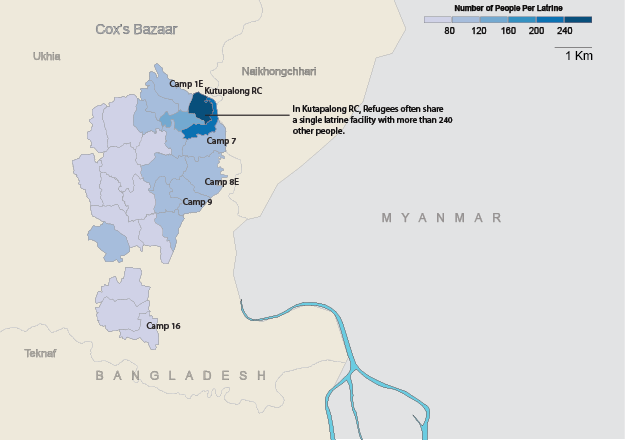 Number of People Per Latrine
80 120 160 200 240
1 Km
Cox's Bazaar
Ukhia
Naikhongchhari
Camp 1E
Kutupalong RC
In Kutapalong RC, Refugees often share
a single latrine facility with more than 240
other people.
Camp 7
Camp 8E
Camp 9
MYANMAR
Camp 16
Teknaf
BANGLADESH